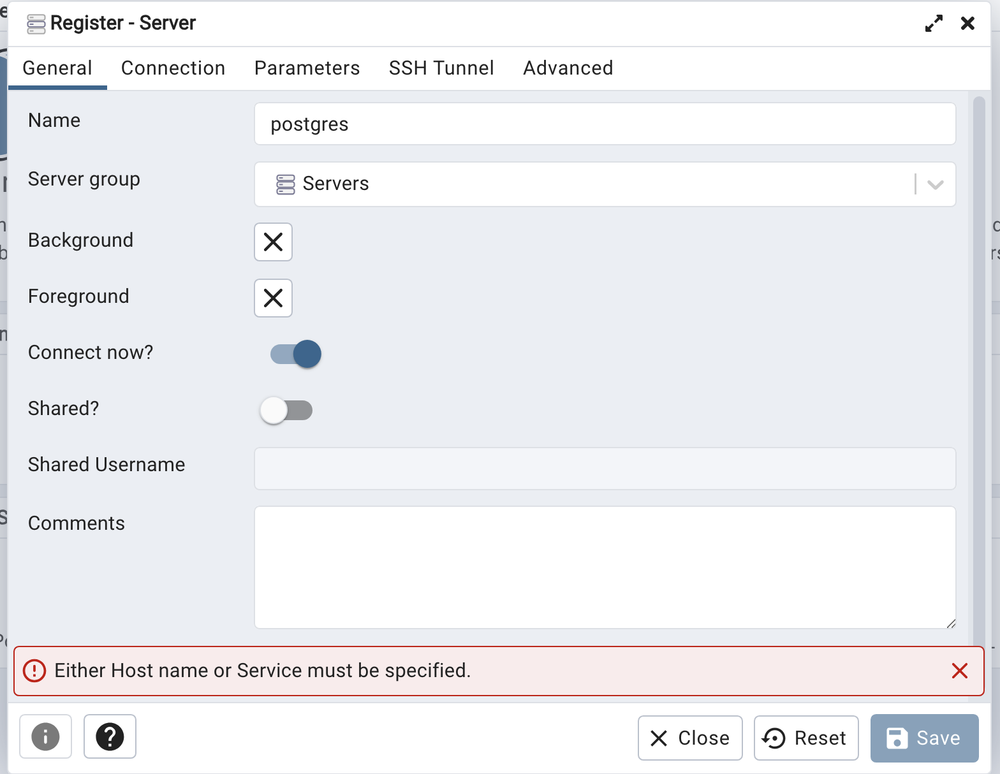 Register - Server
General Connection Parameters SSH Tunnel Advanced
Name
postgres
Server group
Servers
Background
Foreground
Connect now?
Shared?
Shared Username
Comments
Either Host name or Service must be specified.
Close Reset Save